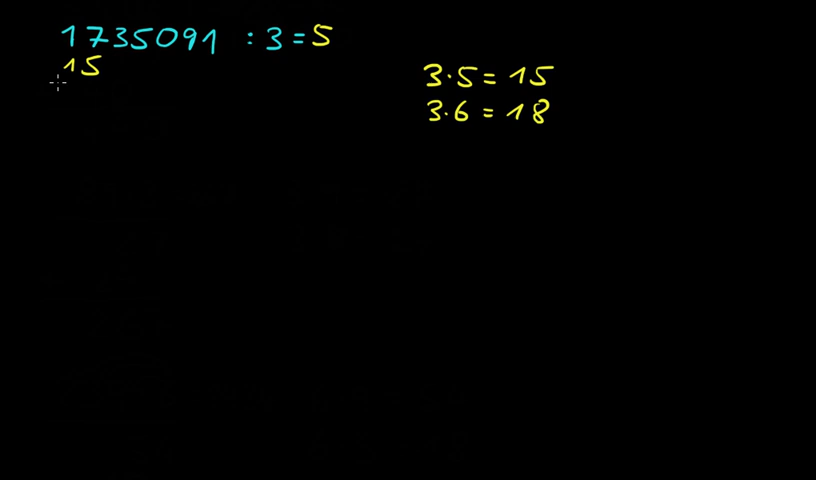 1735091 : 3 = 5
15
3·5 = 15
3·6 = 18